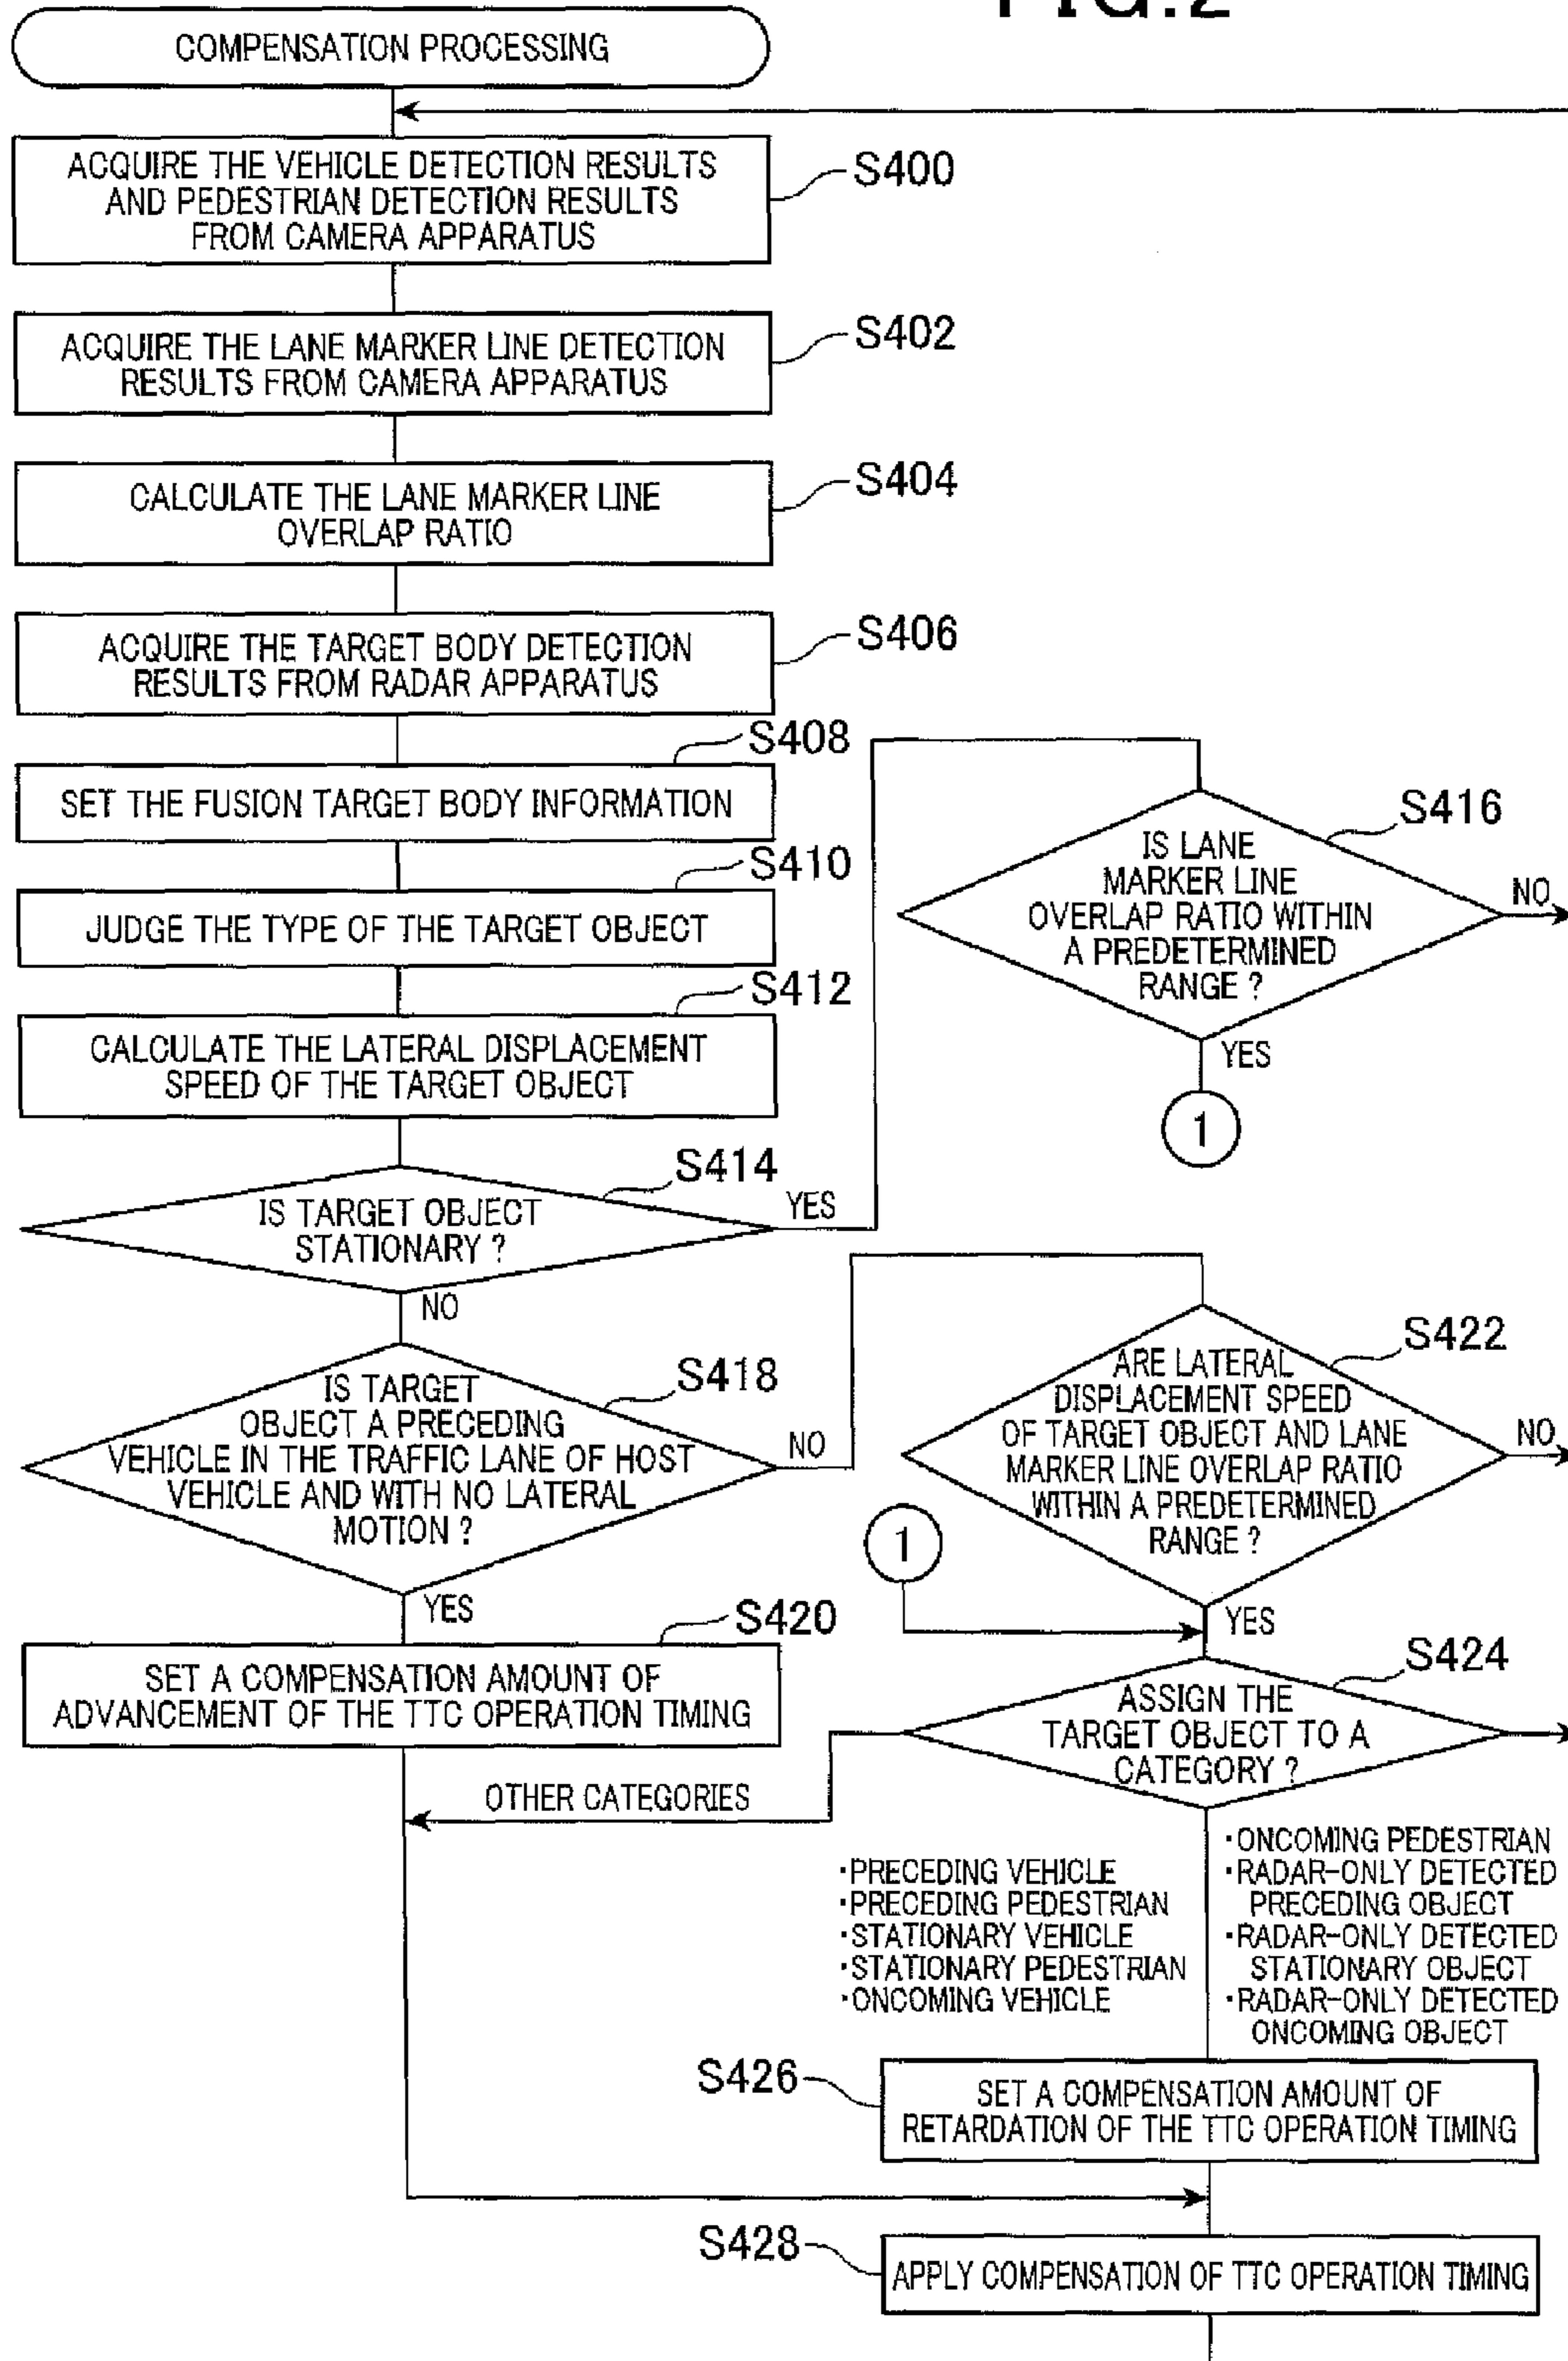 FIG.2
COMPENSATION PROCESSING
ACQUIRE THE VEHICLE DETECTION RESULTS
AND PEDESTRIAN DETECTION RESULTS
FROM CAMERA APPARATUS
S400
ACQUIRE THE LANE MARKER LINE DETECTION
RESULTS FROM CAMERA APPARATUS
S402
CALCULATE THE LANE MARKER LINE
OVERLAP RATIO
S404
ACQUIRE THE TARGET BODY DETECTION
RESULTS FROM RADAR APPARATUS
S406
S408
SET THE FUSION TARGET BODY INFORMATION
S410
JUDGE THE TYPE OF THE TARGET OBJECT
S412
CALCULATE THE LATERAL DISPLACEMENT
SPEED OF THE TARGET OBJECT
S414
IS TARGET OBJECT
STATIONARY ?
YES
NO
S416
IS LANE
MARKER LINE
OVERLAP RATIO WITHIN
A PREDETERMINED
RANGE ?
NO
YES
1
S418
IS TARGET
OBJECT A PRECEDING
VEHICLE IN THE TRAFFIC LANE OF HOST
VEHICLE AND WITH NO LATERAL
MOTION ?
NO
YES
S420
SET A COMPENSATION AMOUNT OF
ADVANCEMENT OF THE TTC OPERATION TIMING
S422
ARE LATERAL
DISPLACEMENT SPEED
OF TARGET OBJECT AND LANE
MARKER LINE OVERLAP RATIO
WITHIN A PREDETERMINED
RANGE ?
NO
1
YES
S424
ASSIGN THE
TARGET OBJECT TO A
CATEGORY ?
OTHER CATEGORIES
·PRECEDING VEHICLE
·PRECEDING PEDESTRIAN
·STATIONARY VEHICLE
·STATIONARY PEDESTRIAN
·ONCOMING VEHICLE
·ONCOMING PEDESTRIAN
·RADAR-ONLY DETECTED
PRECEDING OBJECT
·RADAR-ONLY DETECTED
STATIONARY OBJECT
·RADAR-ONLY DETECTED
ONCOMING OBJECT
S426
SET A COMPENSATION AMOUNT OF
RETARDATION OF THE TTC OPERATION TIMING
S428
APPLY COMPENSATION OF TTC OPERATION TIMING